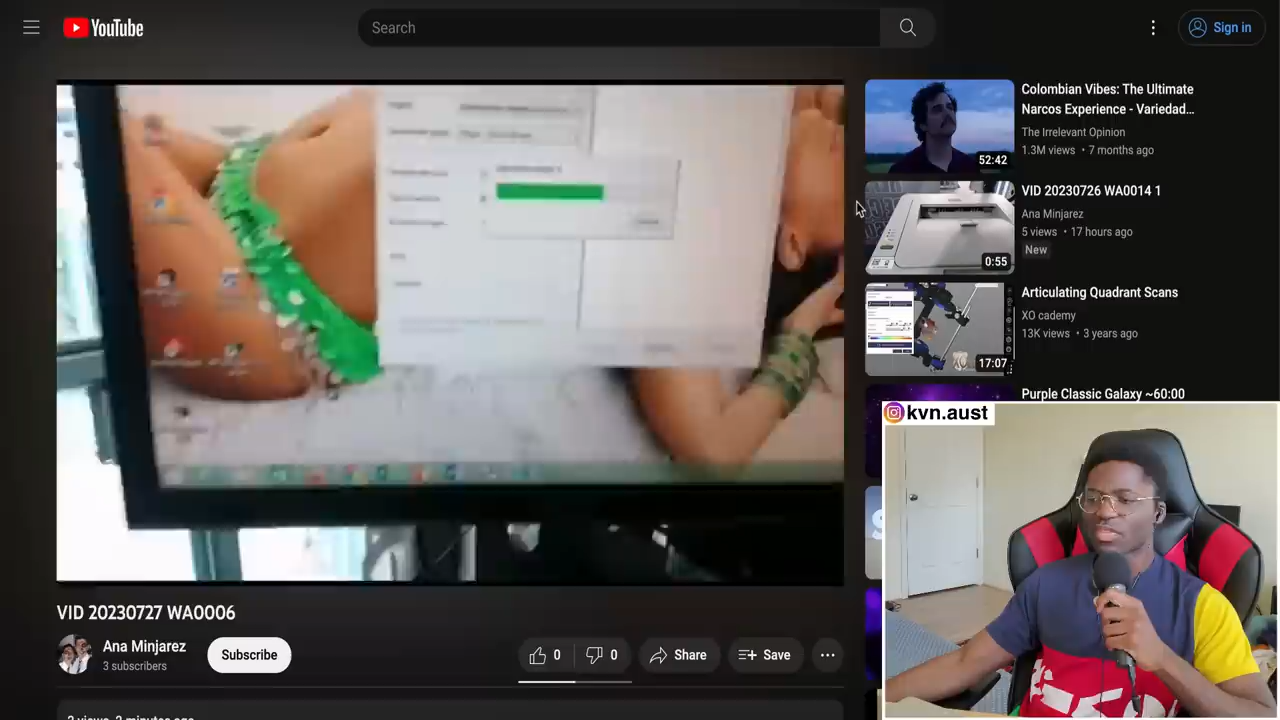 YouTube
Search
Sign in
Colombian Vibes: The Ultimate
Narcos Experience - Variedad...
The Irrelevant Opinion
1.3M views • 7 months ago
52:42
VID 20230726 WA0014 1
Ana Minjarez
5 views • 17 hours ago
New
0:55
Articulating Quadrant Scans
XO cademy
13K views • 3 years ago
17:07
Purple Classic Galaxy ~60:00
kvn.aust
VID 20230727 WA0006
Ana Minjarez
3 subscribers
Subscribe
0
0
Share
Save